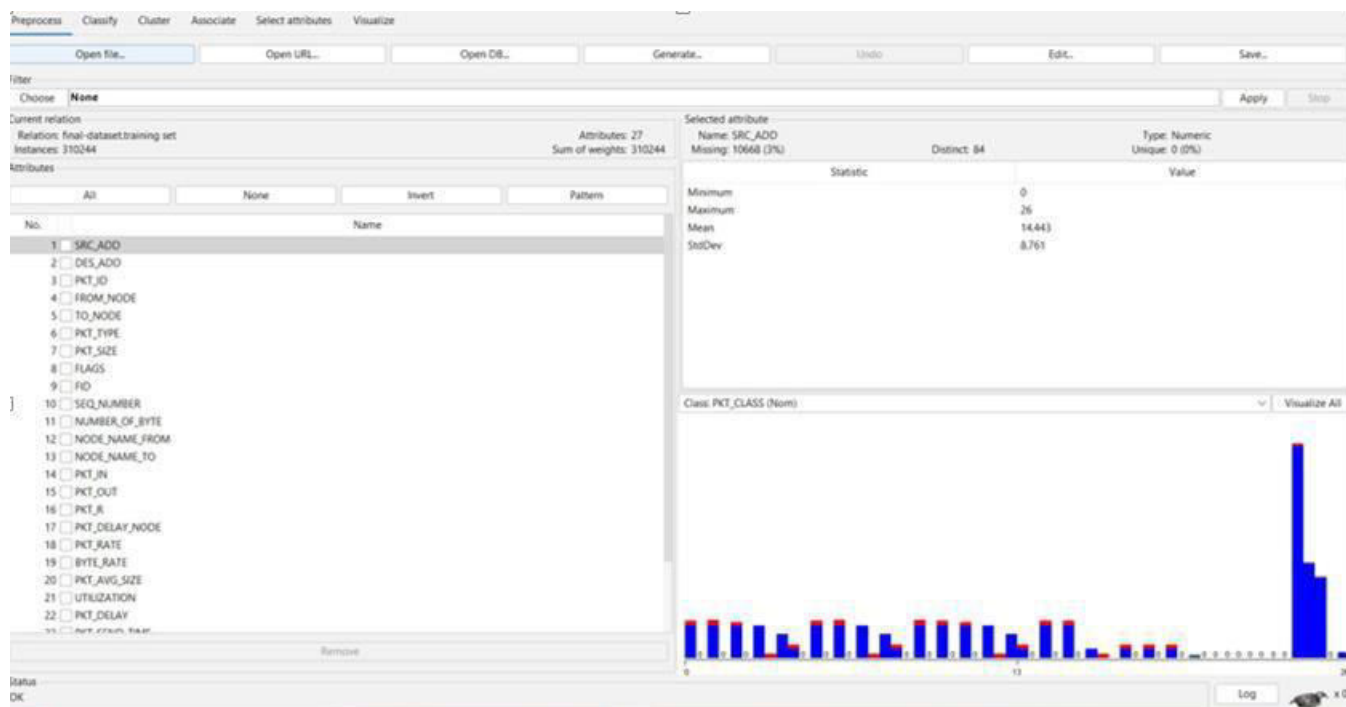 Preprocess Classify Cluster Associate Select attributes Visualize
Open file... Open URL... Open DB... Generate... Undo Edit... Save...
Filter
Choose None Apply Stop
Current relation
Relation: final-dataset.training set Attributes: 27
Instances: 310244 Sum of weights: 310244
Selected attribute
Name: SRC_ADD Type: Numeric
Missing: 10668 (3%) Distinct: 84 Unique: 0 (0%)
Attributes
All None Invert Pattern
No. Name
1 SRC_ADD
2 DES_ADD
3 PKT_ID
4 FROM_NODE
5 TO_NODE
6 PKT_TYPE
7 PKT_SIZE
8 FLAGS
9 FID
10 SEQ_NUMBER
11 NUMBER_OF_BYTE
12 NODE_NAME_FROM
13 NODE_NAME_TO
14 PKT_IN
15 PKT_OUT
16 PKT_R
17 PKT_DELAY_NODE
18 PKT_RATE
19 BYTE_RATE
20 PKT_AVG_SIZE
21 UTILIZATION
22 PKT_DELAY
Remove
Statistic Value
Minimum 0
Maximum 26
Mean 14.443
StdDev 8.761
Class: PKT_CLASS (Nom) Visualize All
0 13
Status
OK Log x 0